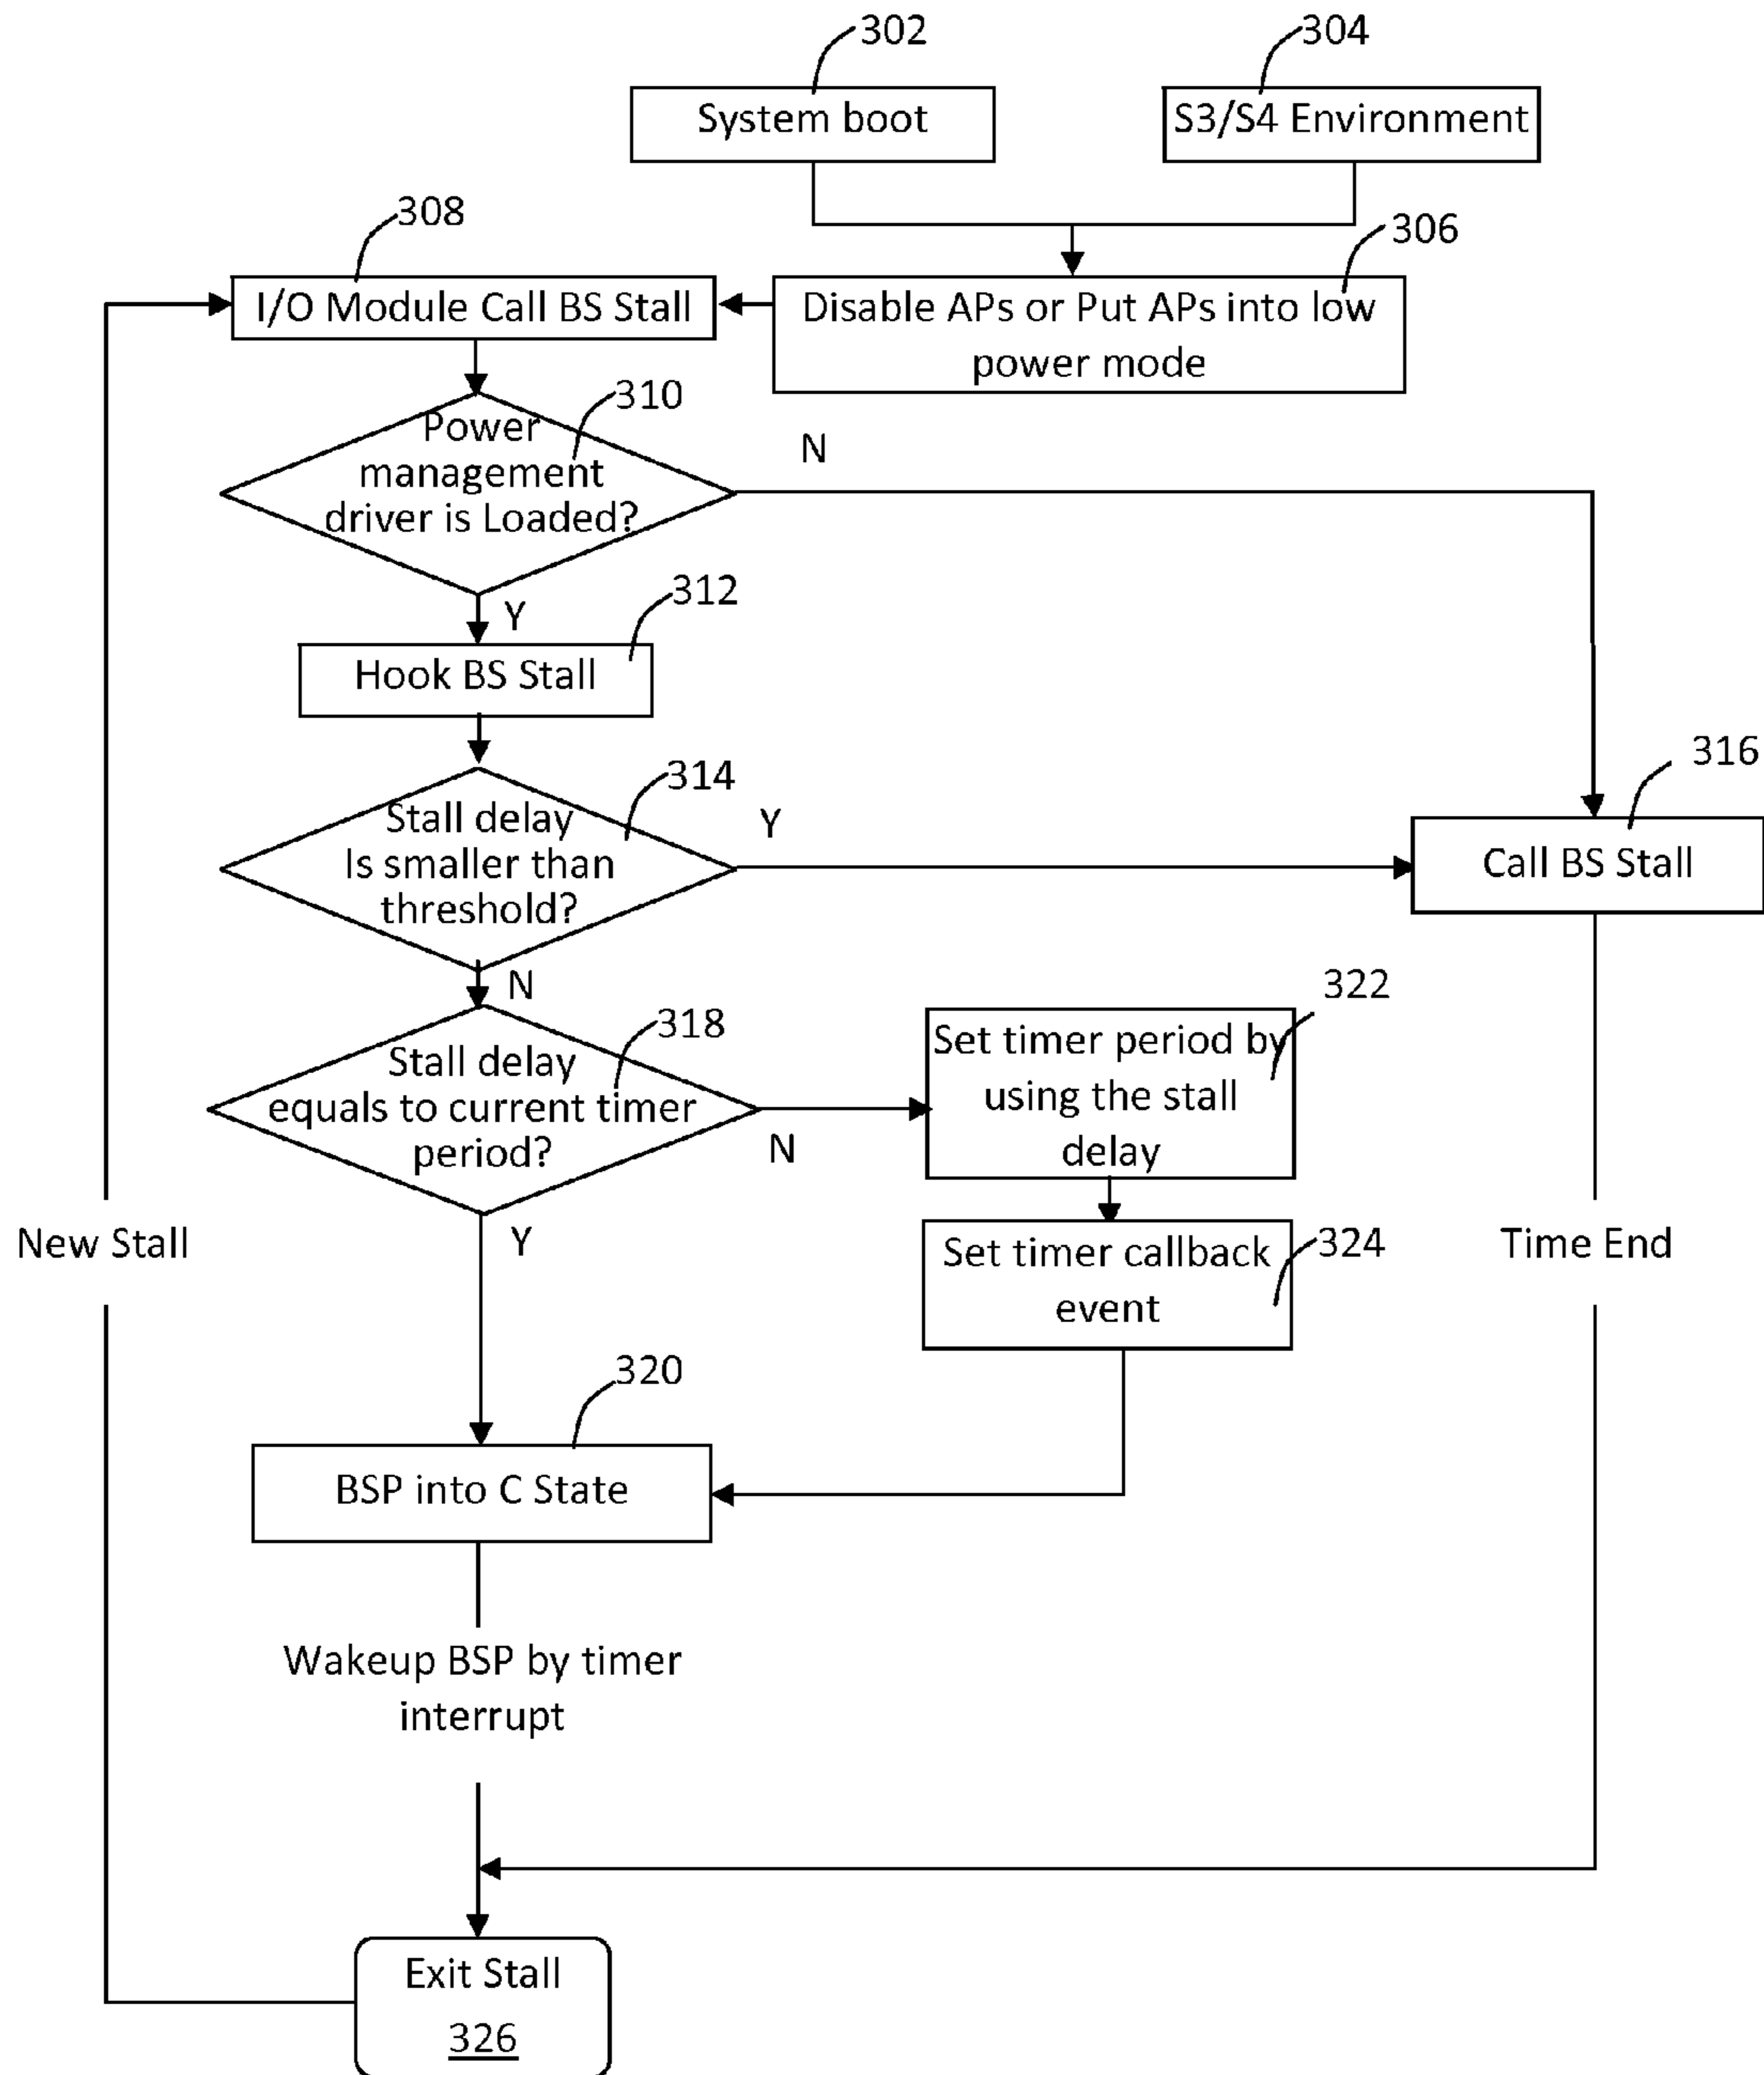 302
304
System boot
S3/S4 Environment
308
306
I/O Module Call BS Stall
Disable APs or Put APs into low
power mode
310
Power
management
driver is Loaded?
N
Y
312
Hook BS Stall
314
Stall delay
Is smaller than
threshold?
Y
316
Call BS Stall
N
318
Stall delay
equals to current timer
period?
N
322
Set timer period by
using the stall
delay
Y
324
Set timer callback
event
New Stall
Time End
320
BSP into C State
Wakeup BSP by timer
interrupt
Exit Stall
326